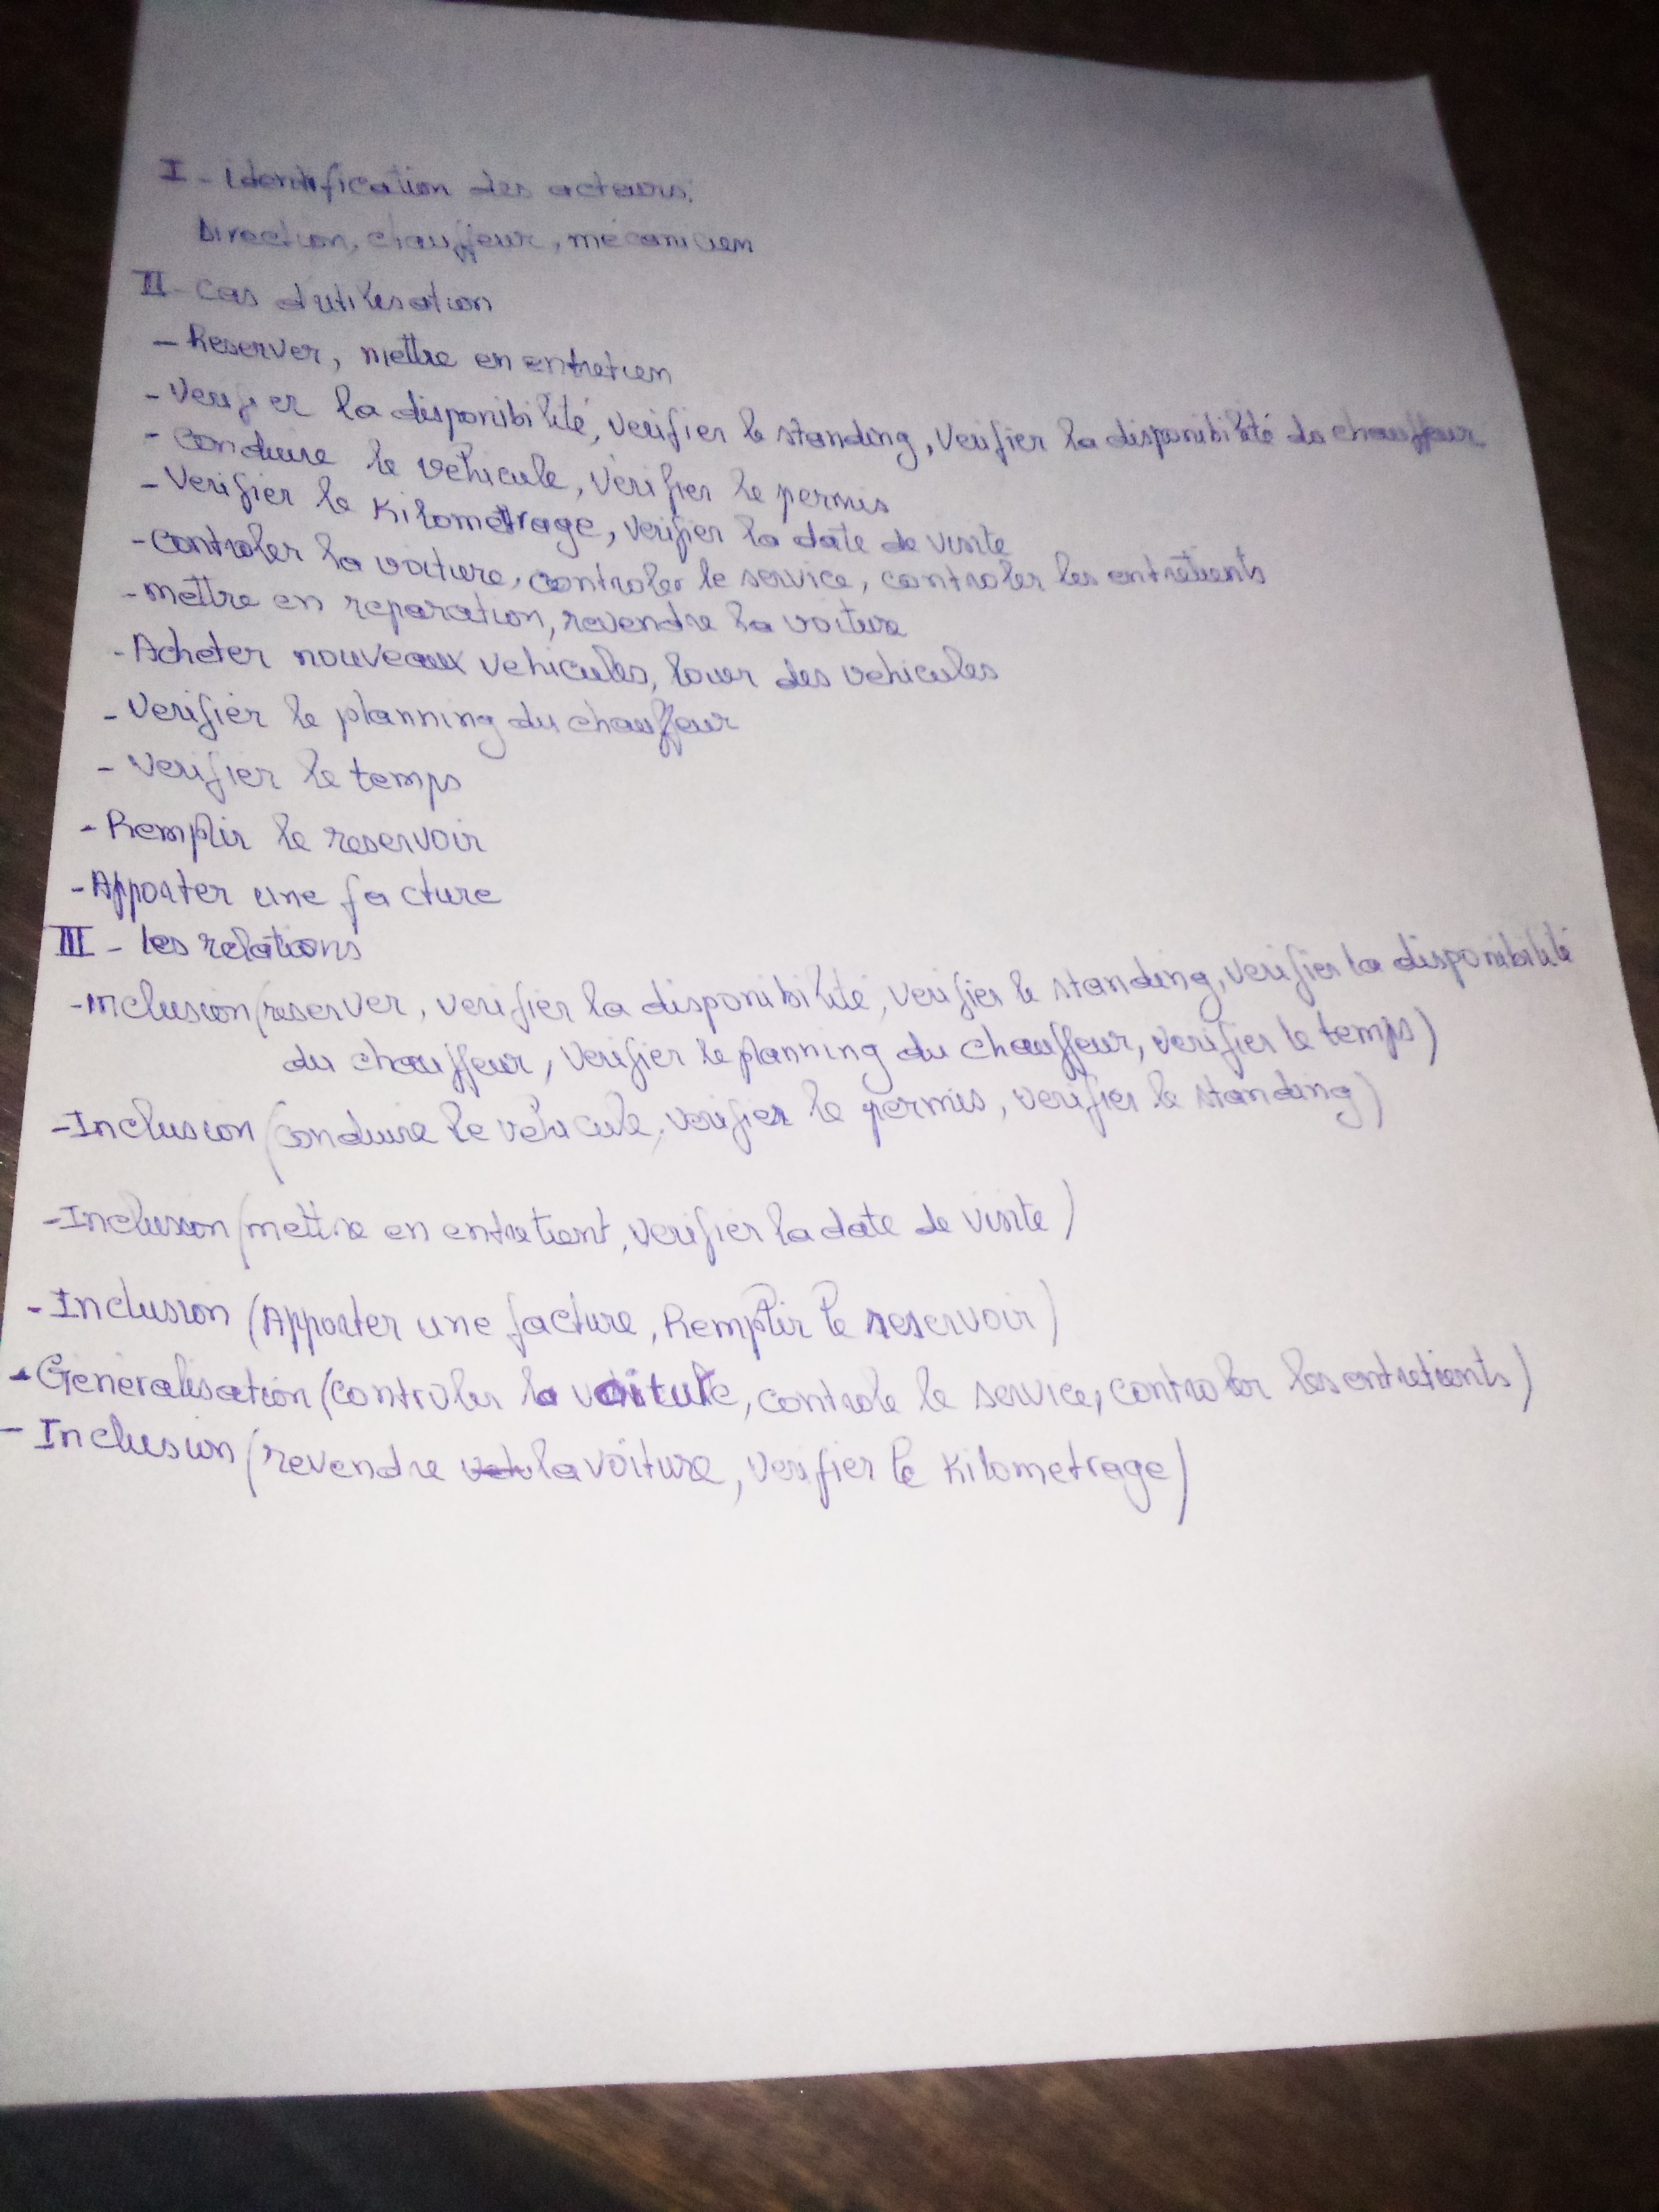 I - Identification des acteurs:
Direction, chauffeur, mécanicien
II - Cas d'utilisation
- Reserver, mettre en entretien
- Verifier la disponibilité, verifier le standing, Verifier la disponibilité du chauffeur
- Conduire le véhicule, Verifier le permis
- Verifier le kilometrage, verifier la date de visite
- Controler la voiture, controler le service, controler les entretients
- mettre en reparation, revendre la voiture
- Acheter nouveaux vehicules, louer des vehicules
- Verifier le planning du chauffeur
- Verifier le temps
- Remplir le reservoir
- Apporter une facture
III - les relations
- Inclusion (reserver, verifier la disponibilité, verifier le standing, verifier la disponibilité
du chauffeur, Verifier le planning du chauffeur, verifier le temps)
- Inclusion (conduire le véhicule, verifier le permis, verifier le standing)
- Inclusion (mettre en entretient, verifier la date de visite)
- Inclusion (Apporter une facture, Remplir le reservoir)
- Géneralisation (controler la voiture, controle le service, controler les entretients)
- Inclusion (revendre la voiture, verifier le kilometrage)